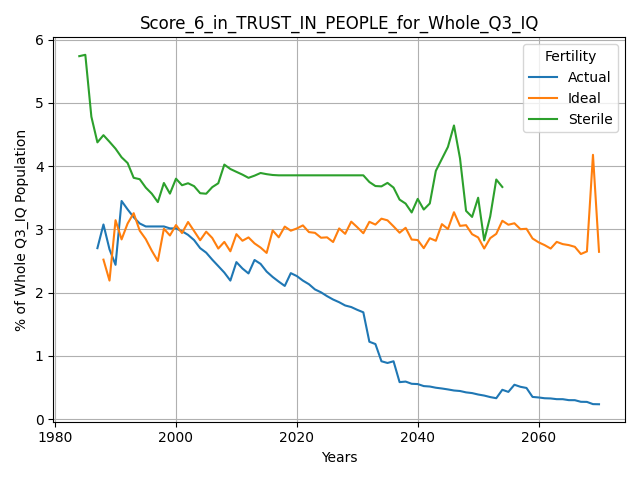 Score_6_in_TRUST_IN_PEOPLE_for_Whole_Q3_IQ
Fertility
Actual
Ideal
Sterile
% of Whole Q3_IQ Population
6
5
4
3
2
1
0
1980
2000
2020
2040
2060
Years